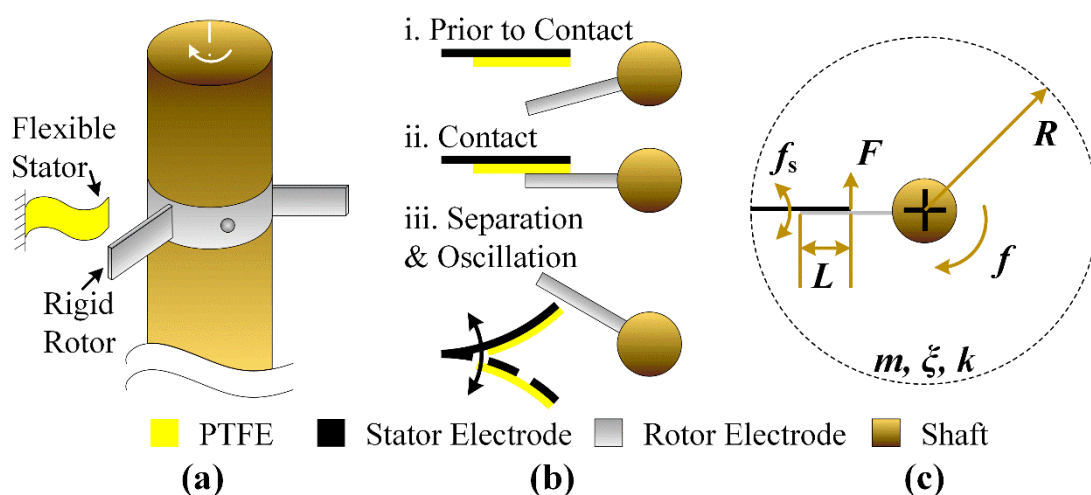 Flexible
Stator
Rigid
Rotor
i. Prior to Contact
ii. Contact
iii. Separation
& Oscillation
R
fs
F
L
f
m, ξ, k
PTFE
Stator Electrode
Rotor Electrode
Shaft
(a)
(b)
(c)